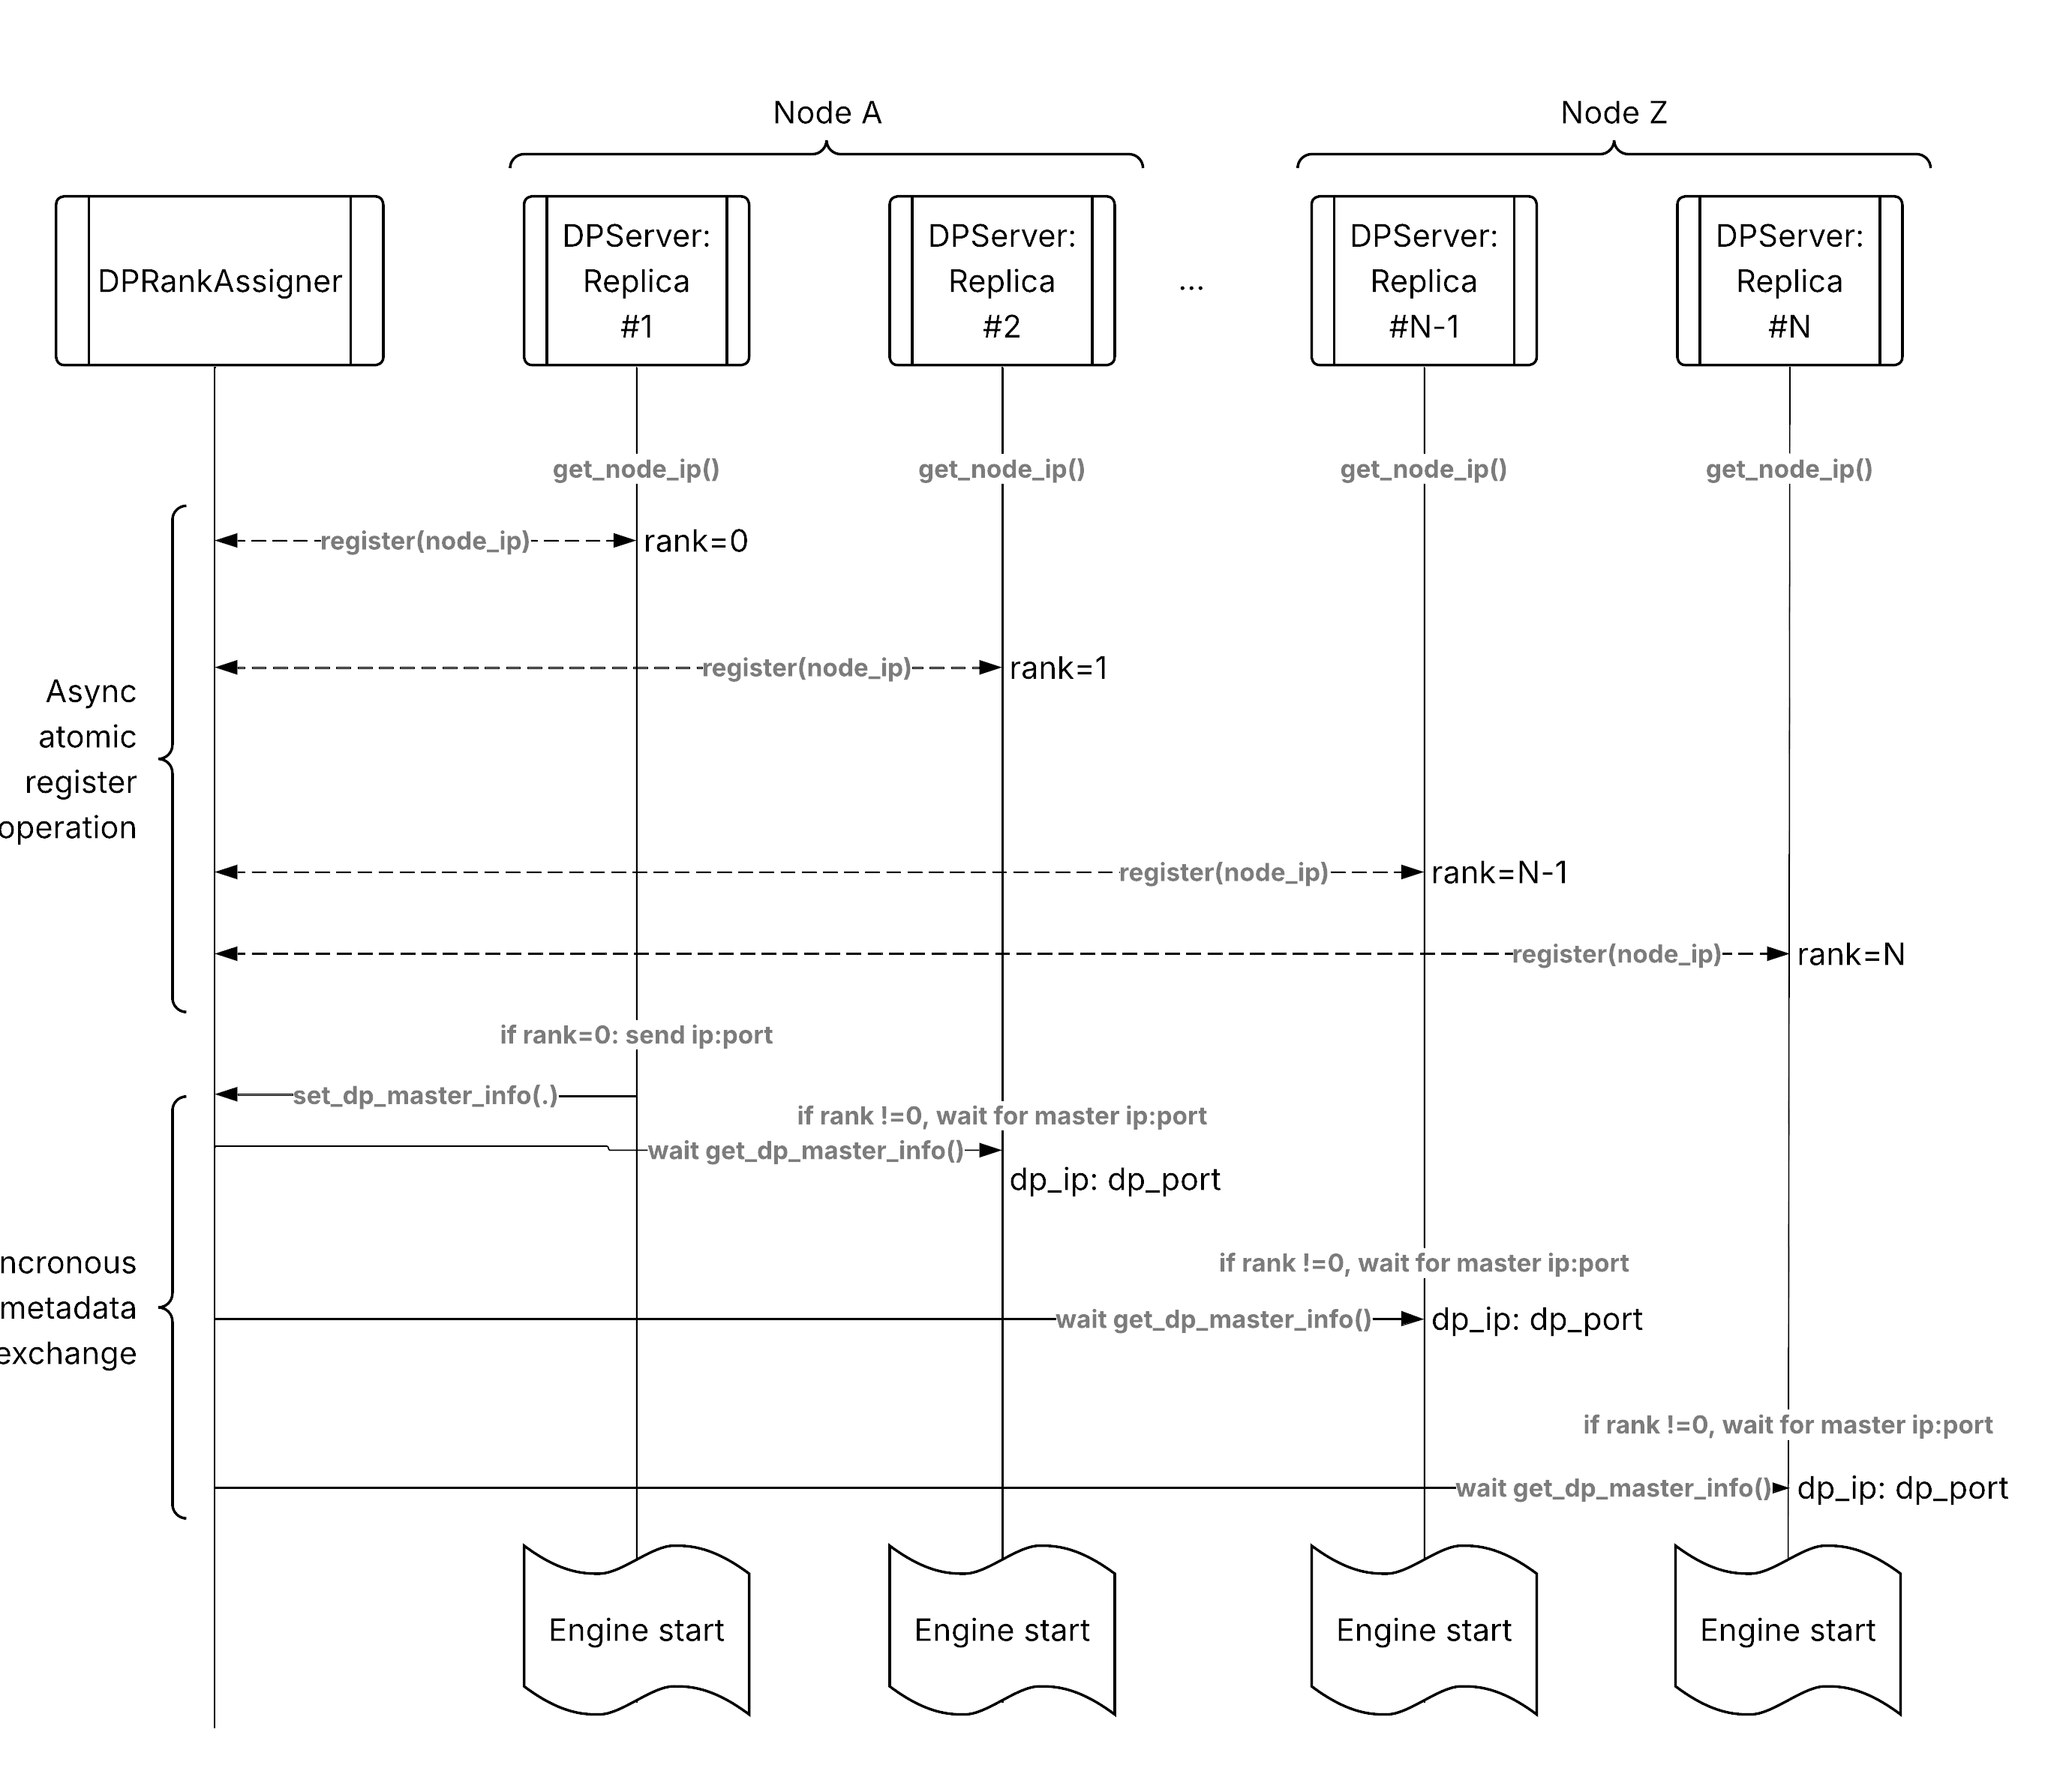 Node A
Node Z
DPRankAssigner
DPServer:
Replica
#1
DPServer:
Replica
#2
...
DPServer:
Replica
#N-1
DPServer:
Replica
#N
get_node_ip()
get_node_ip()
get_node_ip()
get_node_ip()
Async
atomic
register
operation
register(node_ip)
rank=0
register(node_ip)
rank=1
register(node_ip)
rank=N-1
register(node_ip)
rank=N
if rank=0: send ip:port
set_dp_master_info(.)
if rank !=0, wait for master ip:port
wait get_dp_master_info()
dp_ip: dp_port
ncronous
metadata
exchange
if rank !=0, wait for master ip:port
wait get_dp_master_info()
dp_ip: dp_port
if rank !=0, wait for master ip:port
wait get_dp_master_info()
dp_ip: dp_port
Engine start
Engine start
Engine start
Engine start